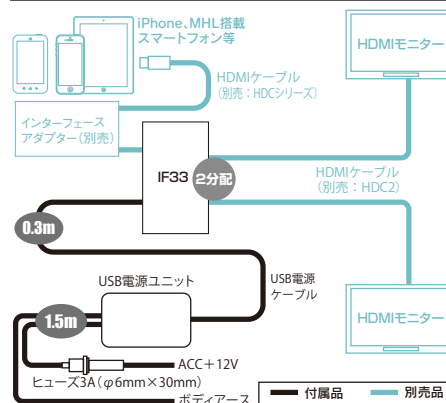 iPhone、MHL搭載
スマートフォン等
HDMIモニター
HDMIケーブル
(別売:HDCシリーズ)
インターフェース
アダプター(別売)
IF33
2分配
HDMIケーブル
(別売:HDC2)
0.3m
USB電源ユニット
USB電源
ケーブル
1.5m
HDMIモニター
ACC+12V
ヒューズ3A(φ6mm×30mm)
ボディアース
付属品
別売品